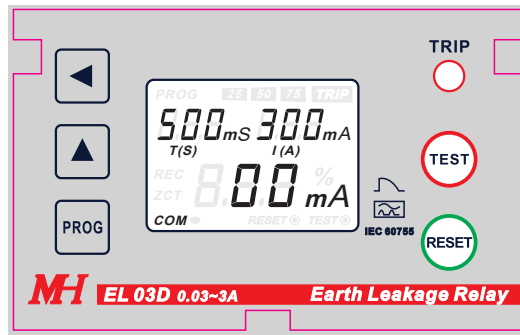 TRIP
PROG 25 50 75 TRIP
500mS 300mA
T(S) I(A)
TEST
REC %
ZCT 00 mA
PROG
COM RESET TEST
IEC 60755
RESET
MH EL 03D 0.03~3A Earth Leakage Relay